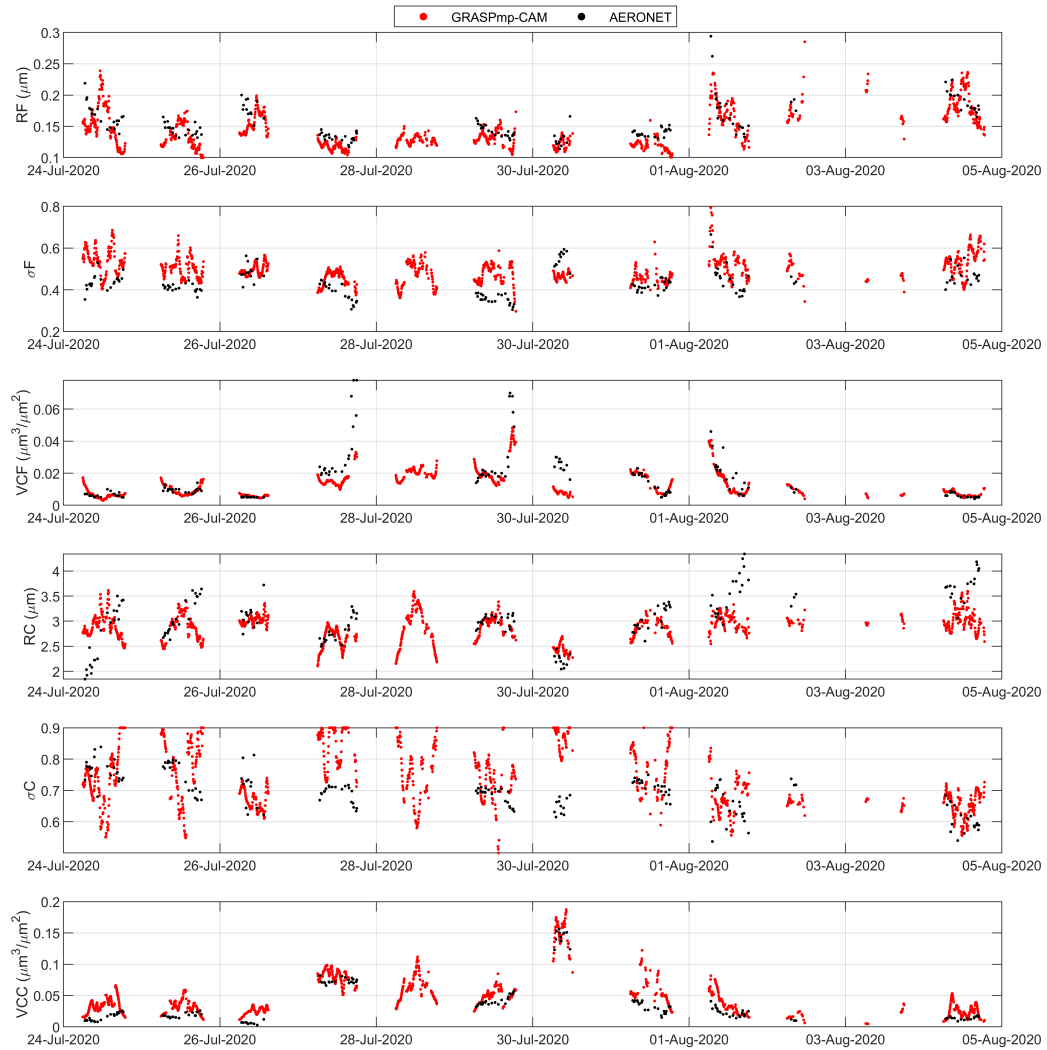 GRASPmp-CAM AERONET
0.3
0.25
0.2
0.15
0.1
RF (μm)
24-Jul-2020 26-Jul-2020 28-Jul-2020 30-Jul-2020 01-Aug-2020 03-Aug-2020 05-Aug-2020
0.8
0.6
0.4
0.2
σF
24-Jul-2020 26-Jul-2020 28-Jul-2020 30-Jul-2020 01-Aug-2020 03-Aug-2020 05-Aug-2020
0.06
0.04
0.02
0
VCF (μm³/μm²)
24-Jul-2020 26-Jul-2020 28-Jul-2020 30-Jul-2020 01-Aug-2020 03-Aug-2020 05-Aug-2020
4
3.5
3
2.5
2
RC (μm)
24-Jul-2020 26-Jul-2020 28-Jul-2020 30-Jul-2020 01-Aug-2020 03-Aug-2020 05-Aug-2020
0.9
0.8
0.7
0.6
σC
24-Jul-2020 26-Jul-2020 28-Jul-2020 30-Jul-2020 01-Aug-2020 03-Aug-2020 05-Aug-2020
0.2
0.15
0.1
0.05
0
VCC (μm³/μm²)
24-Jul-2020 26-Jul-2020 28-Jul-2020 30-Jul-2020 01-Aug-2020 03-Aug-2020 05-Aug-2020